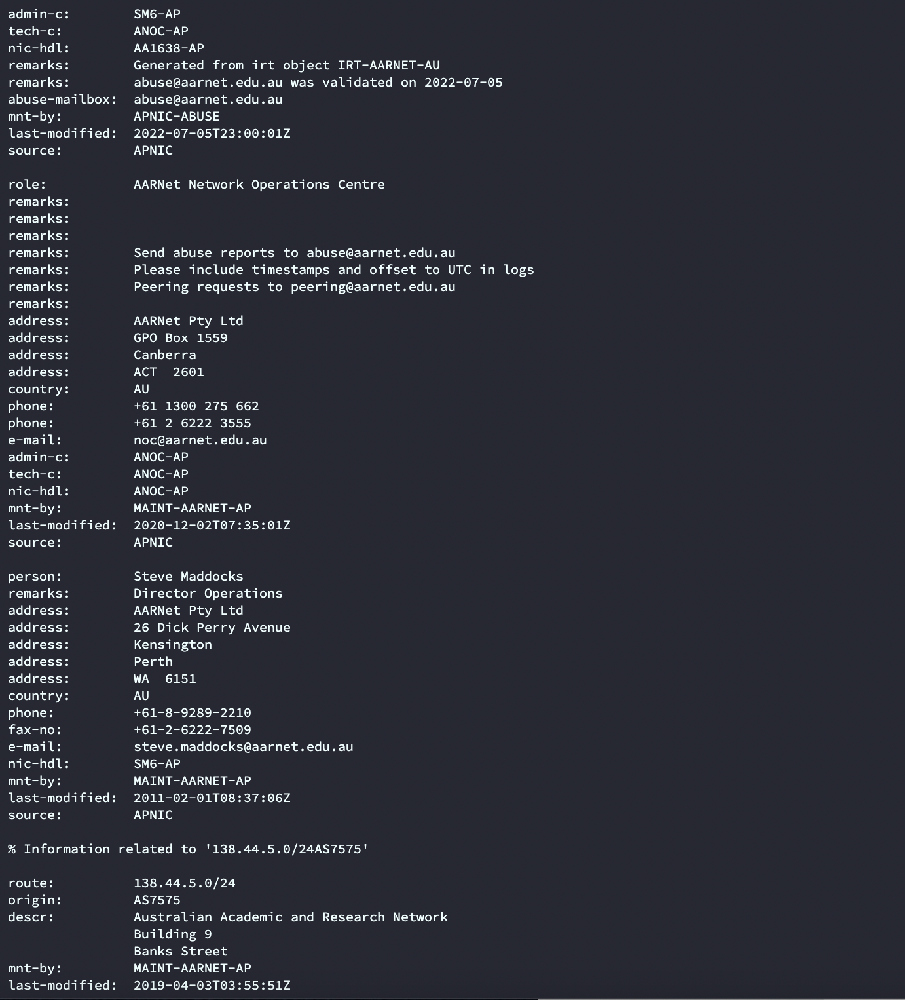 admin-c:        SM6-AP
tech-c:         ANOC-AP
nic-hdl:        AA1638-AP
remarks:        Generated from irt object IRT-AARNET-AU
remarks:        abuse@aarnet.edu.au was validated on 2022-07-05
abuse-mailbox:  abuse@aarnet.edu.au
mnt-by:         APNIC-ABUSE
last-modified:  2022-07-05T23:00:01Z
source:         APNIC

role:           AARNet Network Operations Centre
remarks:
remarks:
remarks:
remarks:        Send abuse reports to abuse@aarnet.edu.au
remarks:        Please include timestamps and offset to UTC in logs
remarks:        Peering requests to peering@aarnet.edu.au
remarks:
address:        AARNet Pty Ltd
address:        GPO Box 1559
address:        Canberra
address:        ACT  2601
country:        AU
phone:          +61 1300 275 662
phone:          +61 2 6222 3555
e-mail:         noc@aarnet.edu.au
admin-c:        ANOC-AP
tech-c:         ANOC-AP
nic-hdl:        ANOC-AP
mnt-by:         MAINT-AARNET-AP
last-modified:  2020-12-02T07:35:01Z
source:         APNIC

person:         Steve Maddocks
remarks:        Director Operations
address:        AARNet Pty Ltd
address:        26 Dick Perry Avenue
address:        Kensington
address:        Perth
address:        WA  6151
country:        AU
phone:          +61-8-9289-2210
fax-no:         +61-2-6222-7509
e-mail:         steve.maddocks@aarnet.edu.au
nic-hdl:        SM6-AP
mnt-by:         MAINT-AARNET-AP
last-modified:  2011-02-01T08:37:06Z
source:         APNIC

% Information related to '138.44.5.0/24AS7575'

route:          138.44.5.0/24
origin:         AS7575
descr:          Australian Academic and Research Network
                Building 9
                Banks Street
mnt-by:         MAINT-AARNET-AP
last-modified:  2019-04-03T03:55:51Z